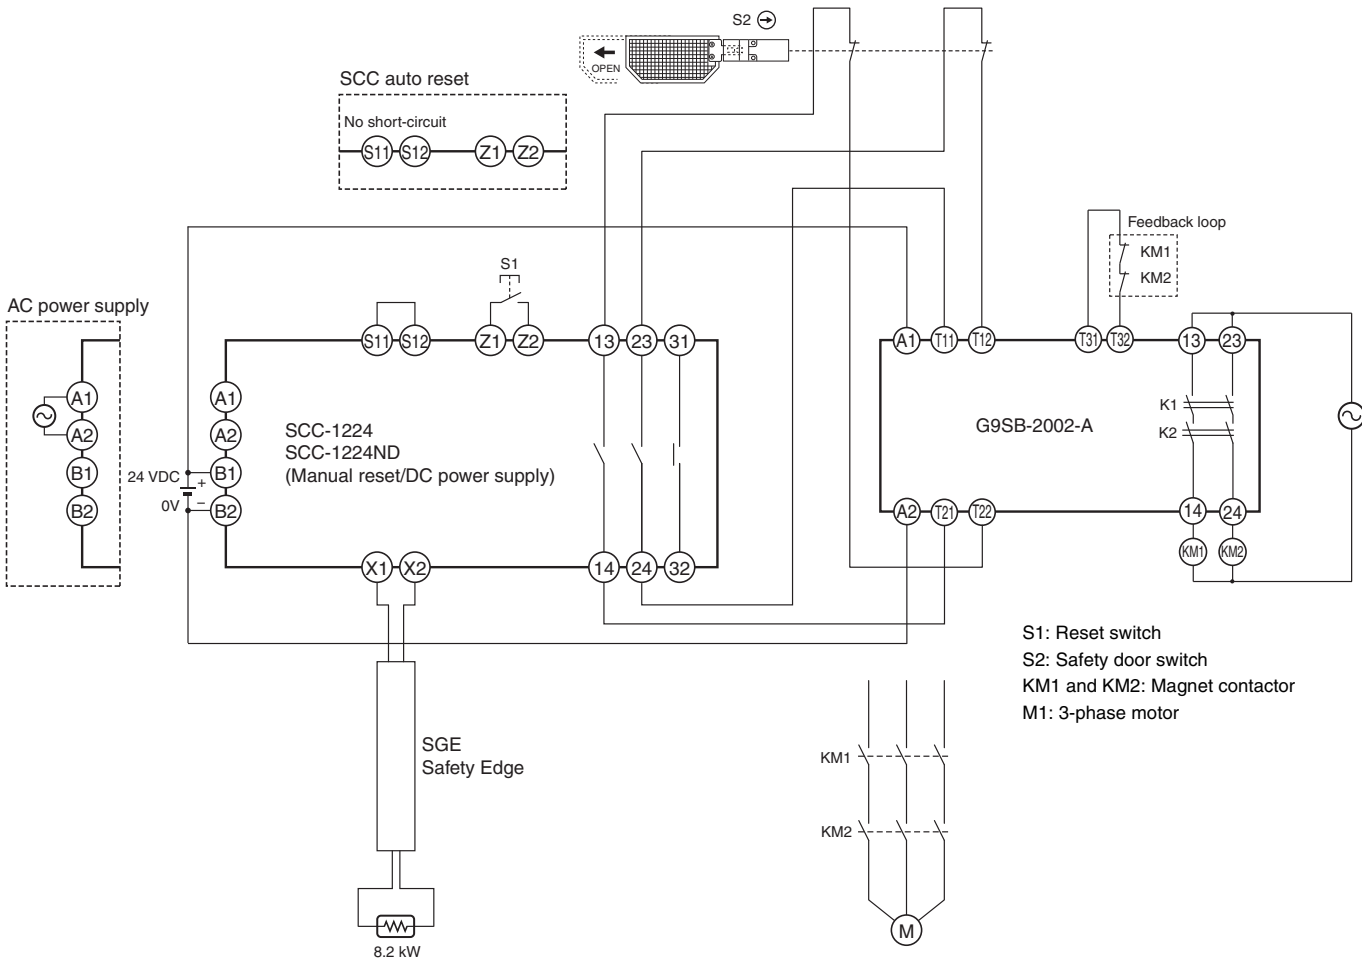 S2
OPEN
SCC auto reset
No short-circuit
S11 S12 Z1 Z2
Feedback loop
KM1
KM2
S1
AC power supply
S11 S12 Z1 Z2 13 23 31
A1 T11 T12 T31 T32 13 23
A1
A2
B1
B2
A1
A2
B1
B2
24 VDC
+
0V
–
SCC-1224
SCC-1224ND
(Manual reset/DC power supply)
G9SB-2002-A
K1
K2
A2 T21 T22 14 24
KM1 KM2
X1 X2 14 24 32
S1: Reset switch
S2: Safety door switch
KM1 and KM2: Magnet contactor
M1: 3-phase motor
SGE
Safety Edge
KM1
KM2
M
8.2 kW